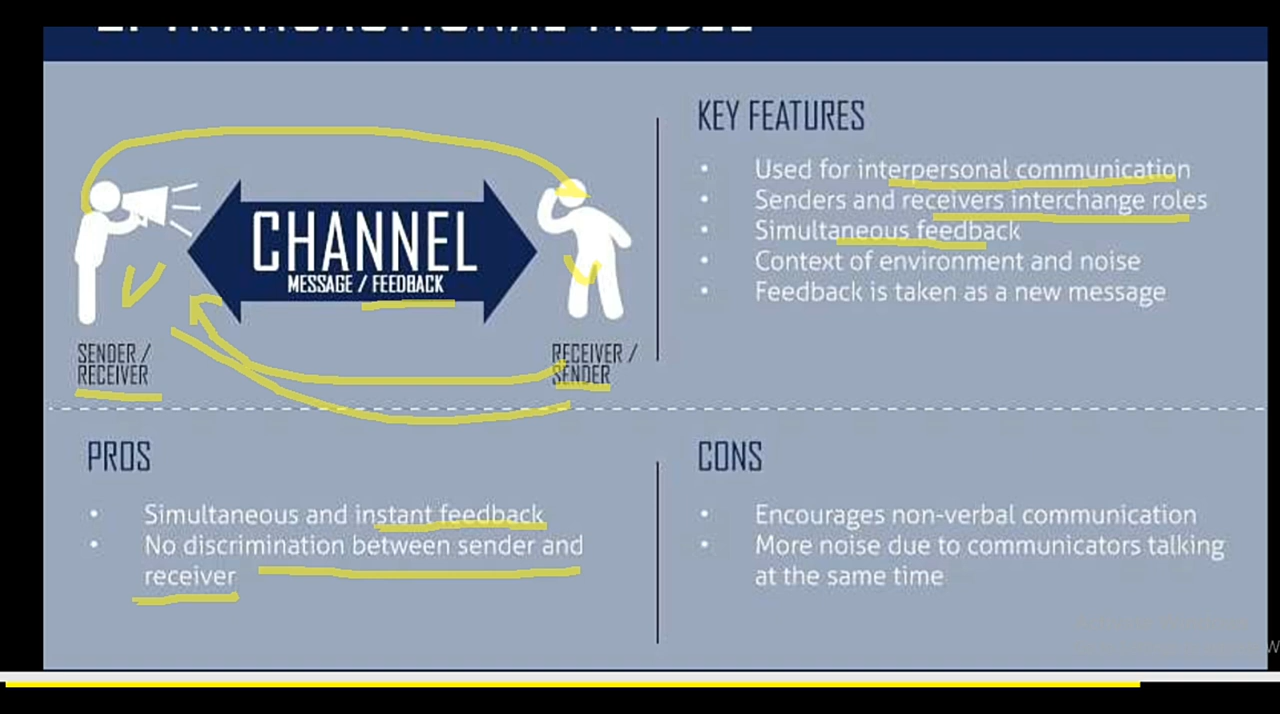 TRANSACTIONAL MODEL
CHANNEL
MESSAGE / FEEDBACK
SENDER /
RECEIVER
RECEIVER /
SENDER
KEY FEATURES
• Used for interpersonal communication
• Senders and receivers interchange roles
• Simultaneous feedback
• Context of environment and noise
• Feedback is taken as a new message
PROS
• Simultaneous and instant feedback
• No discrimination between sender and
receiver
CONS
• Encourages non-verbal communication
• More noise due to communicators talking
at the same time